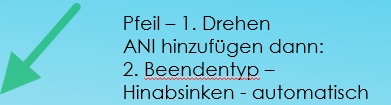 Pfeil – 1. Drehen
ANI hinzufügen dann:
2. Beendentyp –
Hinabsinken - automatisch